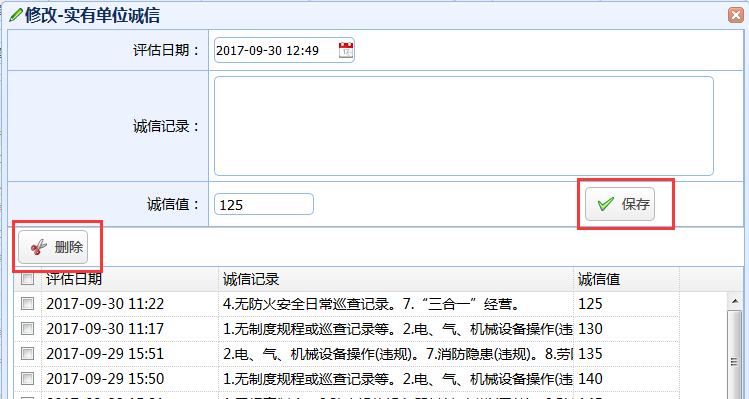 修改-实有单位诚信
评估日期： 2017-09-30 12:49
诚信记录：
诚信值： 125 保存
删除
评估日期 诚信记录 诚信值
2017-09-30 11:22 4.无防火安全日常巡查记录。7.“三合一”经营。 125
2017-09-30 11:17 1.无制度规程或巡查记录等。2.电、气、机械设备操作(违 130
2017-09-29 15:51 2.电、气、机械设备操作(违规)。7.消防隐患(违规)。8.劳 135
2017-09-29 15:50 1.无制度规程或巡查记录等。2.电、气、机械设备操作(违 140